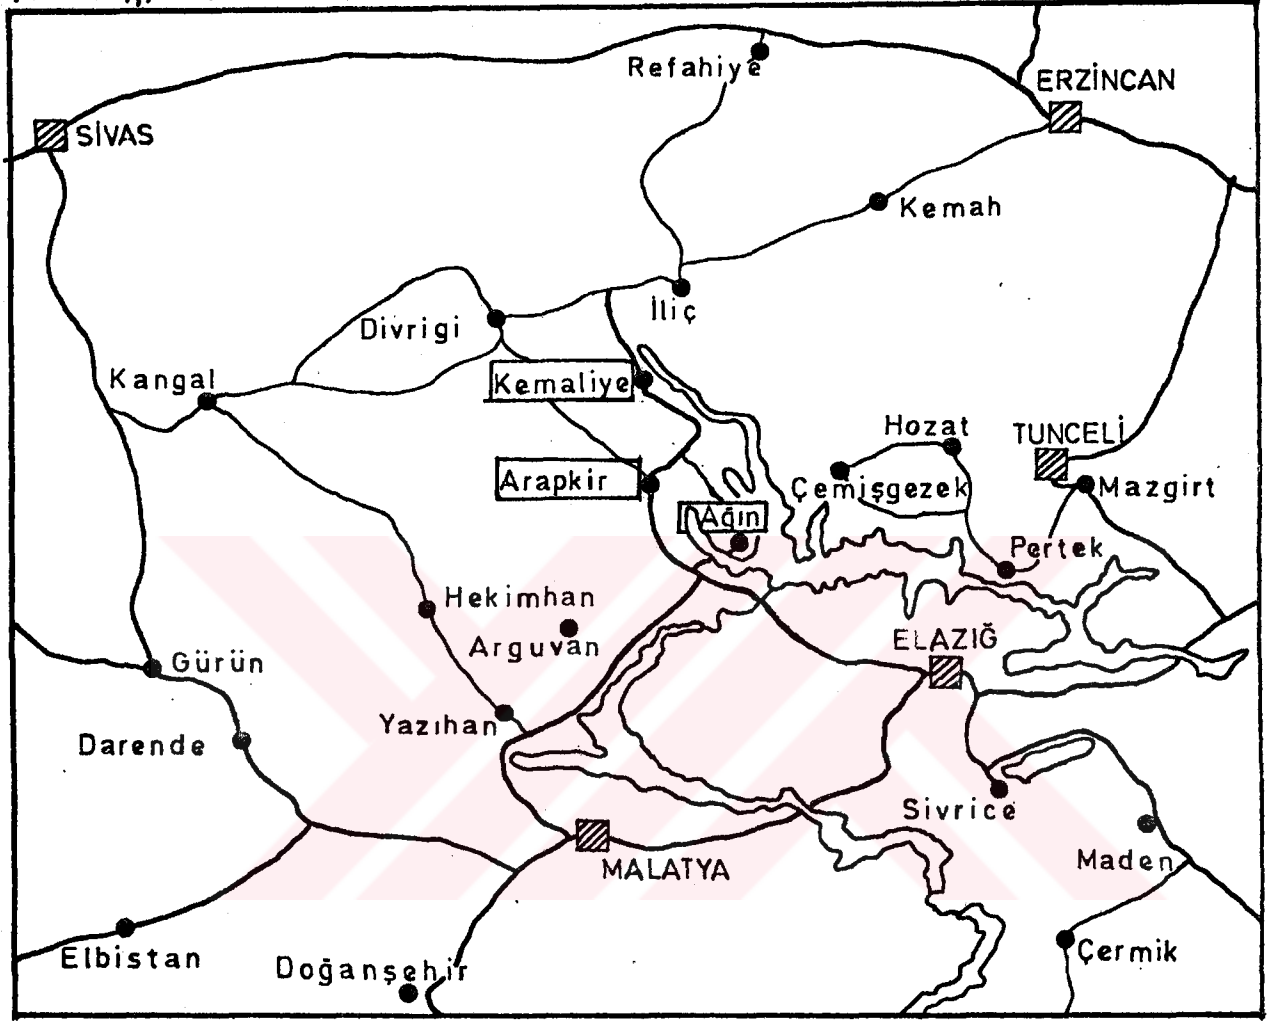 Refahiye
ERZİNCAN
SİVAS
Kemah
İliç
Divrigi
Kangal
Kemaliye
Hozat
TUNCELİ
Arapkir
Çemişgezek
Mazgirt
Ağın
Pertek
Hekimhan
Arguvan
ELAZIĞ
Gürün
Yazıhan
Darende
Sivrice
MALATYA
Maden
Elbistan
Doğanşehir
Çermik